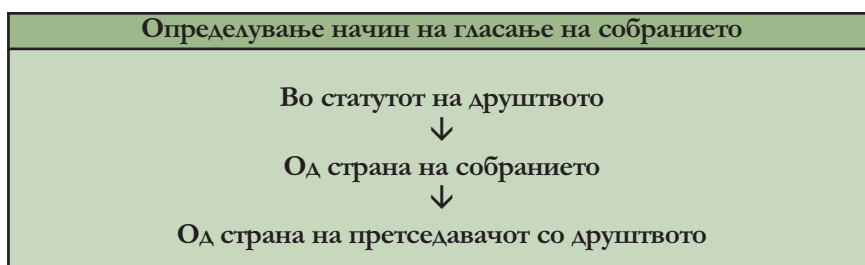 Определување начин на гласање на собранието
Во статутот на друштвото
↓
Од страна на собранието
↓
Од страна на претседавачот со друштвото